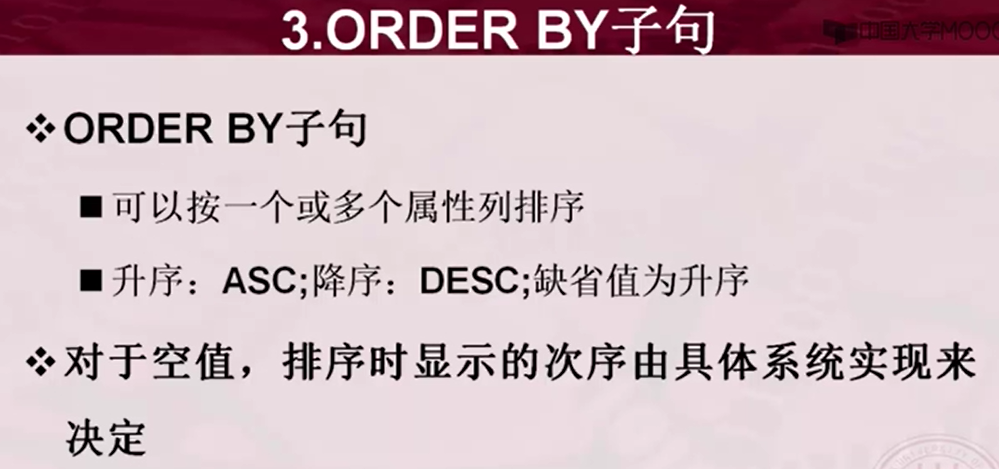 3.ORDER BY子句
中国大学MOOC
❖ORDER BY子句
■可以按一个或多个属性列排序
■升序：ASC;降序：DESC;缺省值为升序
❖对于空值，排序时显示的次序由具体系统实现来
决定